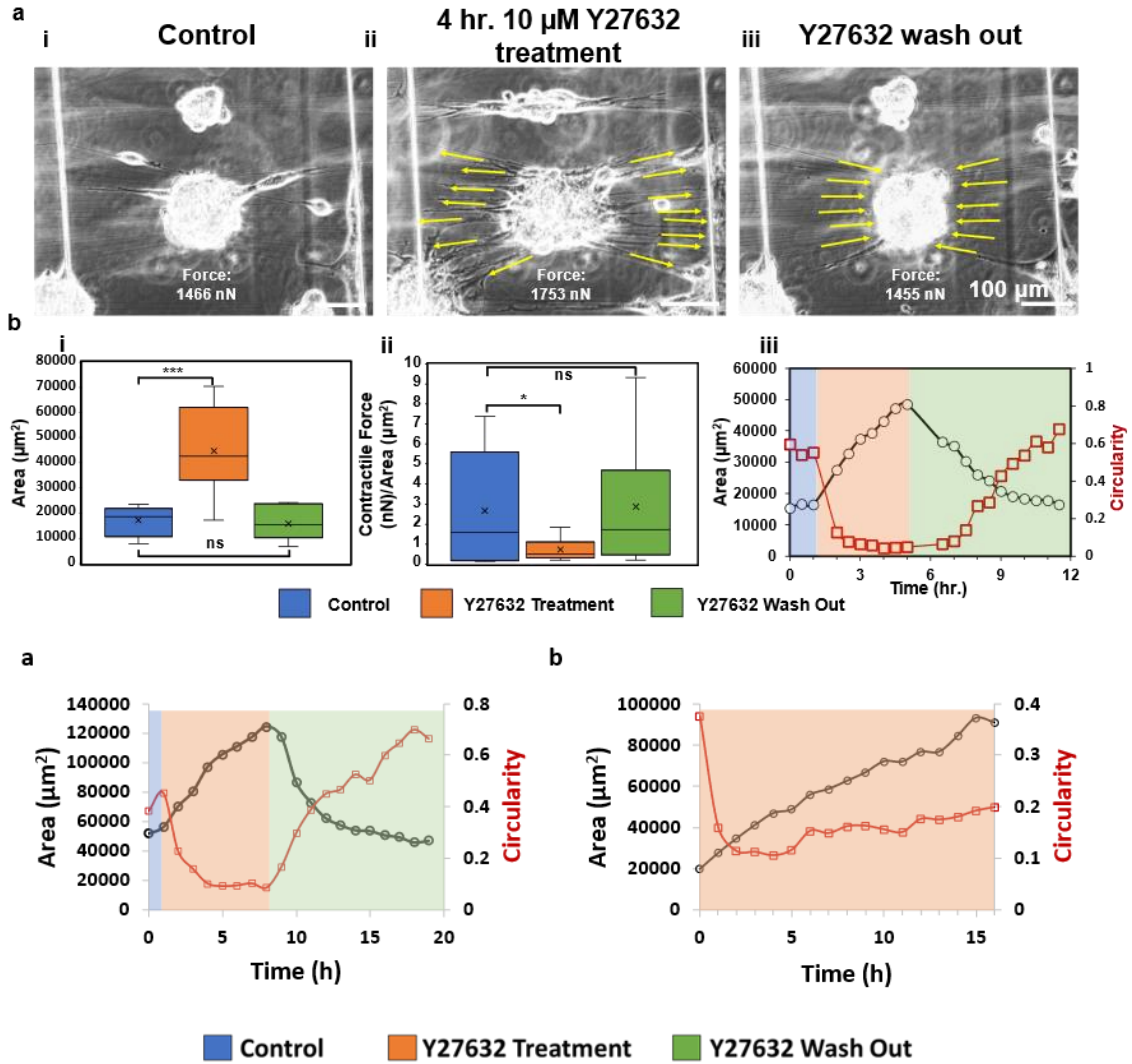 a
i
Control
ii
4 hr. 10 µM Y27632
treatment
iii
Y27632 wash out
Force:
1466 nN
Force:
1753 nN
Force:
1455 nN
100 µm
b
i
Area (µm²)
80000
70000
60000
50000
40000
30000
20000
10000
0
***
ns
ii
Contractile Force
(nN)/Area (µm²)
10
9
8
7
6
5
4
3
2
1
0
ns
*
iii
Area (µm²)
60000
50000
40000
30000
20000
10000
0
1
0.8
0.6
0.4
0.2
0
Circularity
0 3 6 9 12
Time (hr.)
Control
Y27632 Treatment
Y27632 Wash Out
a
Area (µm²)
140000
120000
100000
80000
60000
40000
20000
0
0.8
0.6
0.4
0.2
0
Circularity
0 5 10 15 20
Time (h)
b
Area (µm²)
100000
80000
60000
40000
20000
0
0.4
0.3
0.2
0.1
0
Circularity
0 5 10 15
Time (h)
Control
Y27632 Treatment
Y27632 Wash Out